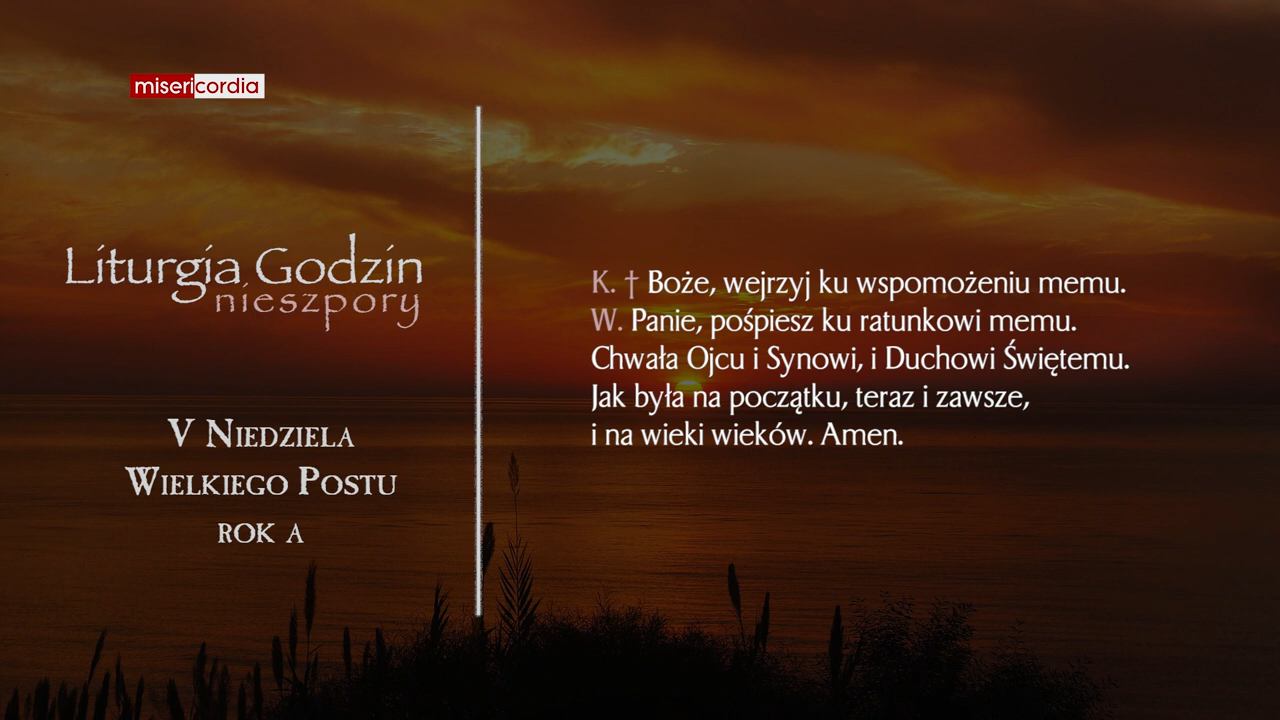 misericordia
Liturgia Godzin
nieszpory
V Niedziela
Wielkiego Postu
rok a
K. † Boże, wejrzyj ku wspomożeniu memu.
W. Panie, pośpiesz ku ratunkowi memu.
Chwała Ojcu i Synowi, i Duchowi Świętemu.
Jak była na początku, teraz i zawsze,
i na wieki wieków. Amen.